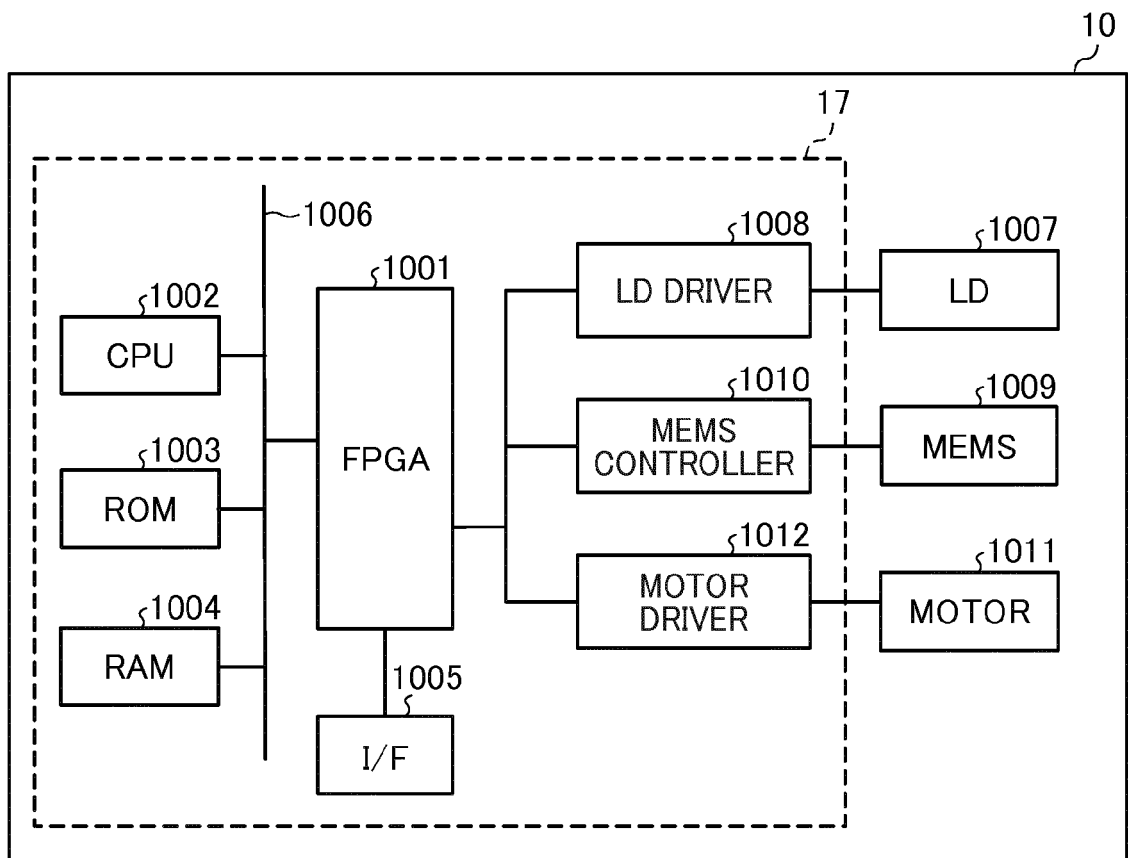 10
17
1006
1008
LD DRIVER
1007
LD
1001
FPGA
1002
CPU
1010
MEMS
CONTROLLER
1009
MEMS
1003
ROM
1012
MOTOR
DRIVER
1011
MOTOR
1004
RAM
1005
I/F